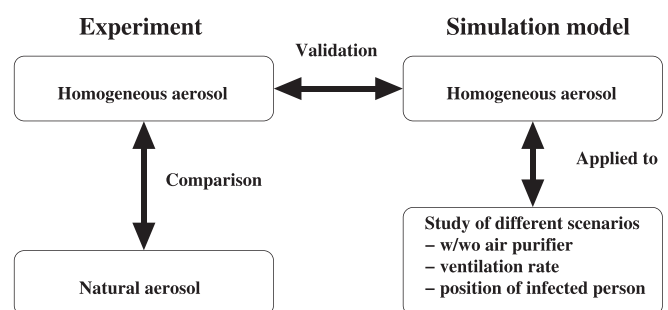 Experiment
Simulation model
Validation
Homogeneous aerosol
Homogeneous aerosol
Comparison
Applied to
Natural aerosol
Study of different scenarios
– w/wo air purifier
– ventilation rate
– position of infected person